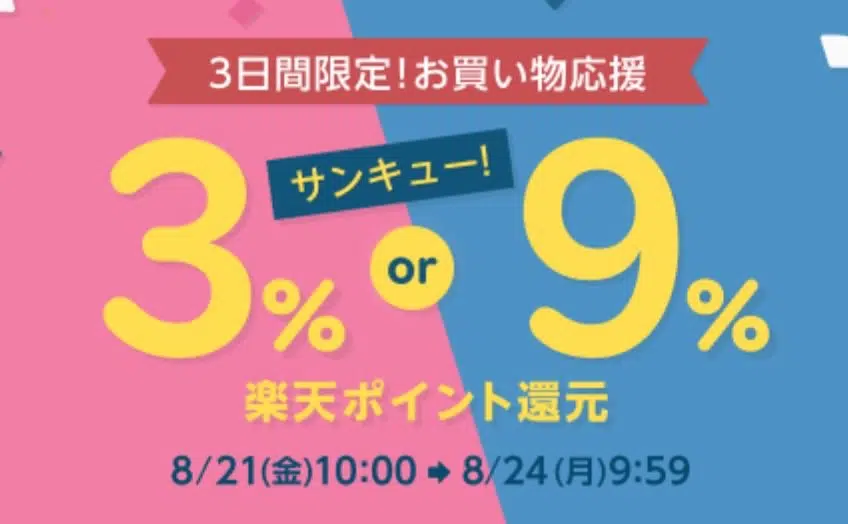 3日間限定!お買い物応援
サンキュー!
3% or 9%
楽天ポイント還元
8/21(金)10:00 → 8/24(月)9:59